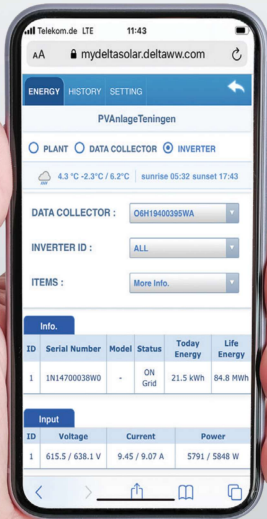 Telekom.de LTE 11:43
AA mydeltasolar.deltaww.com
ENERGY HISTORY SETTING
PVAnlageTeningen
PLANT DATA COLLECTOR INVERTER
4.3 °C -2.3°C / 6.2°C sunrise 05:32 sunset 17:43
DATA COLLECTOR : O6H19400395WA
INVERTER ID : ALL
ITEMS : More Info.
Info.
ID Serial Number Model Status Today Energy Life Energy
1 1N14700038W0 - ON Grid 21.5 kWh 84.8 MWh
Input
ID Voltage Current Power
1 615.5 / 638.1 V 9.45 / 9.07 A 5791 / 5848 W